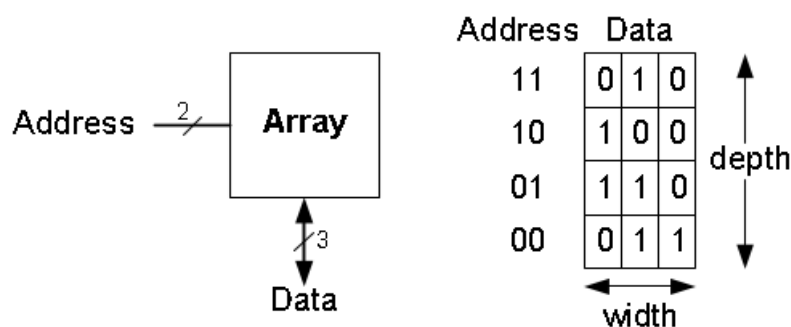 Address Data
11 0 1 0
10 1 0 0
01 1 1 0
00 0 1 1
depth
width
Address 2 Array
3
Data